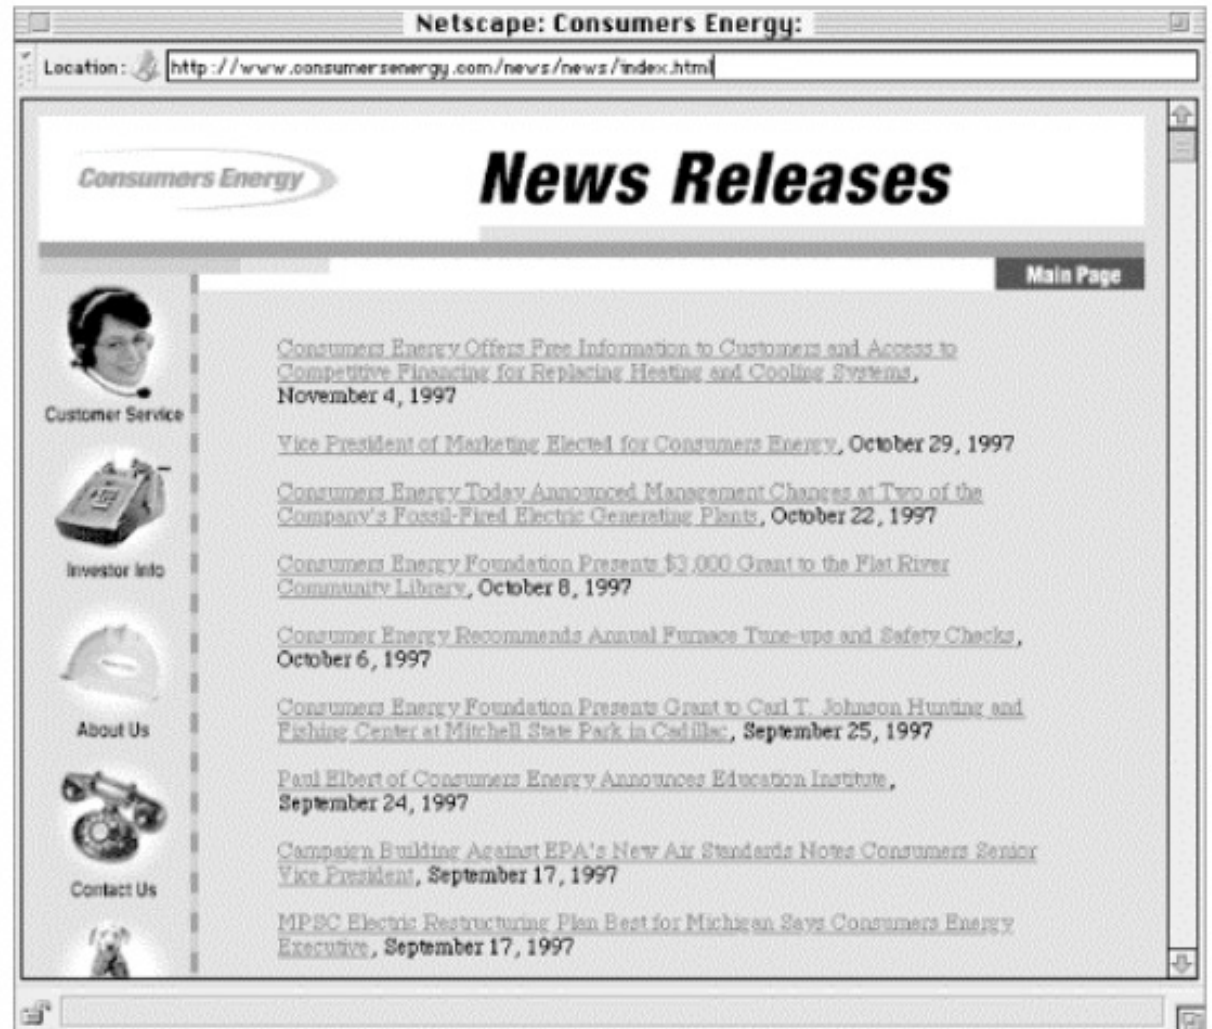 Netscape: Consumers Energy:
Location: http://www.consumersenergy.com/news/news/index.html
Consumers Energy
News Releases
Main Page
Customer Service
Investor Info
About Us
Contact Us
Consumers Energy Offers Free Information to Customers and Access to
Competitive Financing for Replacing Heating and Cooling Systems,
November 4, 1997
Vice President of Marketing Elected for Consumers Energy, October 29, 1997
Consumers Energy Today Announced Management Changes at Two of the
Company's Fossil-Fired Electric Generating Plants, October 22, 1997
Consumers Energy Foundation Presents $3,000 Grant to the Flat River
Community Library, October 8, 1997
Consumer Energy Recommends Annual Furnace Tune-ups and Safety Checks,
October 6, 1997
Consumers Energy Foundation Presents Grant to Carl T. Johnson Hunting and
Fishing Center at Mitchell State Park in Cadillac, September 25, 1997
Paul Elbert of Consumers Energy Announces Education Institute,
September 24, 1997
Campaign Building Against EPA's New Air Standards Notes Consumers Senior
Vice President, September 17, 1997
MPSC Electric Restructuring Plan Best for Michigan Says Consumers Energy
Executive, September 17, 1997